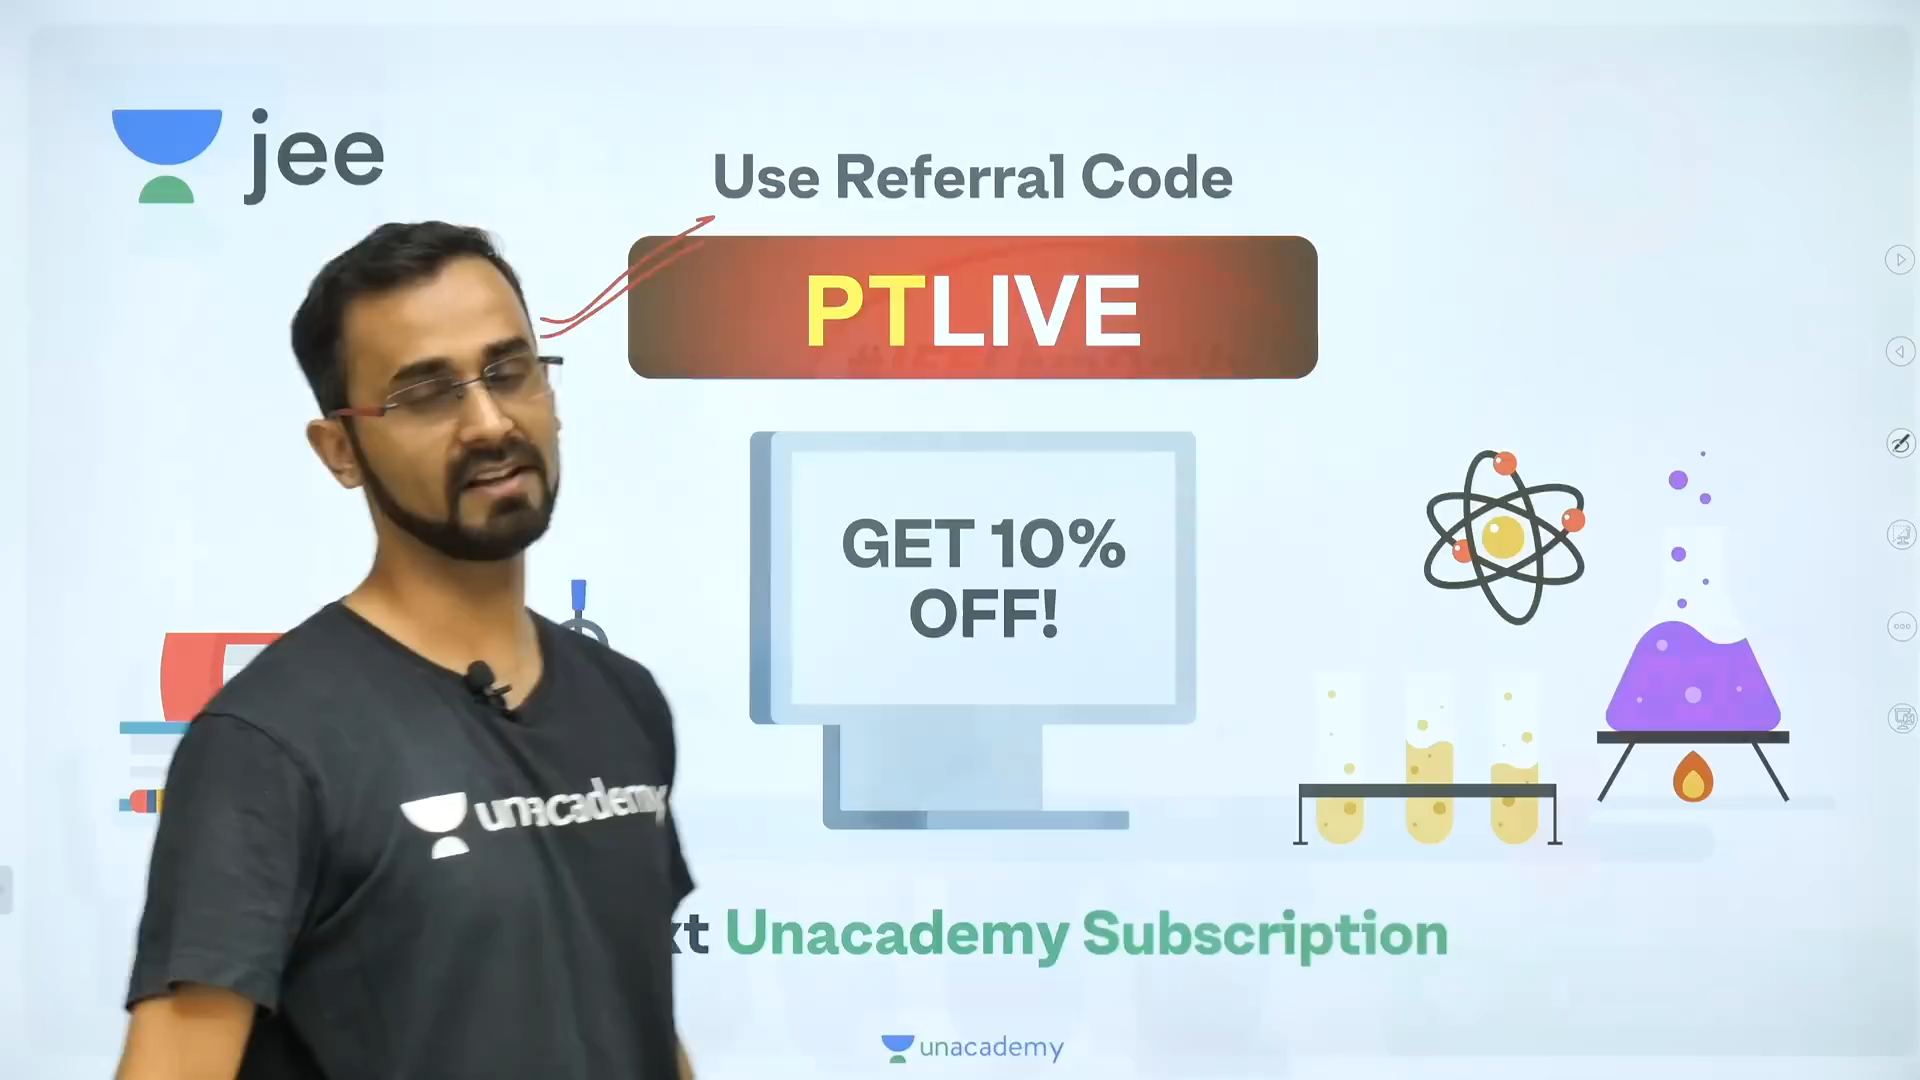 jee
Use Referral Code
PTLIVE
GET 10%
OFF!
unacademy
Unacademy Subscription
unacademy